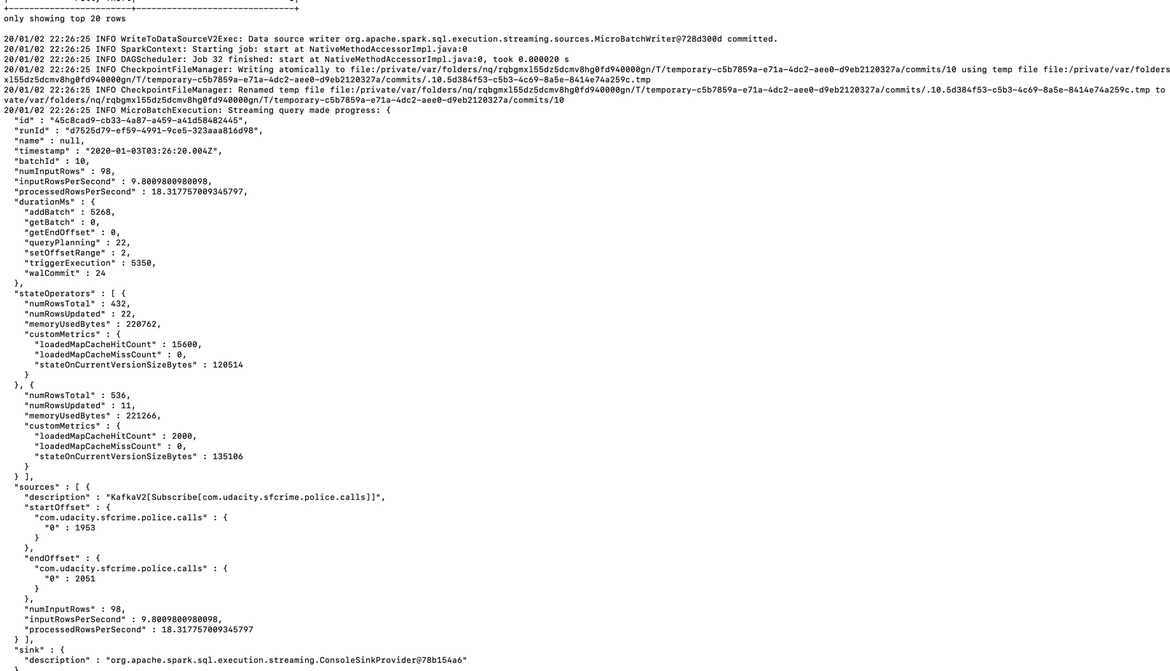 +--------------------------+--------------------------------+
only showing top 20 rows
20/01/02 22:26:25 INFO WriteToDataSourceV2Exec: Data source writer org.apache.spark.sql.execution.streaming.sources.MicroBatchWriter@728d300d committed.
20/01/02 22:26:25 INFO SparkContext: Starting job: start at NativeMethodAccessorImpl.java:0
20/01/02 22:26:25 INFO DAGScheduler: Job 32 finished: start at NativeMethodAccessorImpl.java:0, took 0.000020 s
20/01/02 22:26:25 INFO CheckpointFileManager: Writing atomically to file:/private/var/folders/nq/rqbgmxl55dz5dcmv8hg0fd940000gn/T/temporary-c5b7859a-e71a-4dc2-aee0-d9eb2120327a/commits/10 using temp file file:/private/var/folders
xl55dz5dcmv8hg0fd940000gn/T/temporary-c5b7859a-e71a-4dc2-aee0-d9eb2120327a/commits/.10.5d384f53-c5b3-4c69-8a5e-8414e74a259c.tmp
20/01/02 22:26:25 INFO CheckpointFileManager: Renamed temp file file:/private/var/folders/nq/rqbgmxl55dz5dcmv8hg0fd940000gn/T/temporary-c5b7859a-e71a-4dc2-aee0-d9eb2120327a/commits/.10.5d384f53-c5b3-4c69-8a5e-8414e74a259c.tmp to
vate/var/folders/nq/rqbgmxl55dz5dcmv8hg0fd940000gn/T/temporary-c5b7859a-e71a-4dc2-aee0-d9eb2120327a/commits/10
20/01/02 22:26:25 INFO MicroBatchExecution: Streaming query made progress: {
  "id" : "45c8cad9-cb33-4a87-a459-a41d58482445",
  "runId" : "d7525d79-ef59-4991-9ce5-323aaa816d98",
  "name" : null,
  "timestamp" : "2020-01-03T03:26:20.004Z",
  "batchId" : 10,
  "numInputRows" : 98,
  "inputRowsPerSecond" : 9.8009800980098,
  "processedRowsPerSecond" : 18.317757009345797,
  "durationMs" : {
    "addBatch" : 5268,
    "getBatch" : 0,
    "getEndOffset" : 0,
    "queryPlanning" : 22,
    "setOffsetRange" : 2,
    "triggerExecution" : 5350,
    "walCommit" : 24
  },
  "stateOperators" : [ {
    "numRowsTotal" : 432,
    "numRowsUpdated" : 22,
    "memoryUsedBytes" : 220762,
    "customMetrics" : {
      "loadedMapCacheHitCount" : 15600,
      "loadedMapCacheMissCount" : 0,
      "stateOnCurrentVersionSizeBytes" : 120514
    }
  }, {
    "numRowsTotal" : 536,
    "numRowsUpdated" : 11,
    "memoryUsedBytes" : 221266,
    "customMetrics" : {
      "loadedMapCacheHitCount" : 2000,
      "loadedMapCacheMissCount" : 0,
      "stateOnCurrentVersionSizeBytes" : 135106
    }
  } ],
  "sources" : [ {
    "description" : "KafkaV2[Subscribe[com.udacity.sfcrime.police.calls]]",
    "startOffset" : {
      "com.udacity.sfcrime.police.calls" : {
        "0" : 1953
      }
    },
    "endOffset" : {
      "com.udacity.sfcrime.police.calls" : {
        "0" : 2051
      }
    },
    "numInputRows" : 98,
    "inputRowsPerSecond" : 9.8009800980098,
    "processedRowsPerSecond" : 18.317757009345797
  } ],
  "sink" : {
    "description" : "org.apache.spark.sql.execution.streaming.ConsoleSinkProvider@78b154a6"
  }